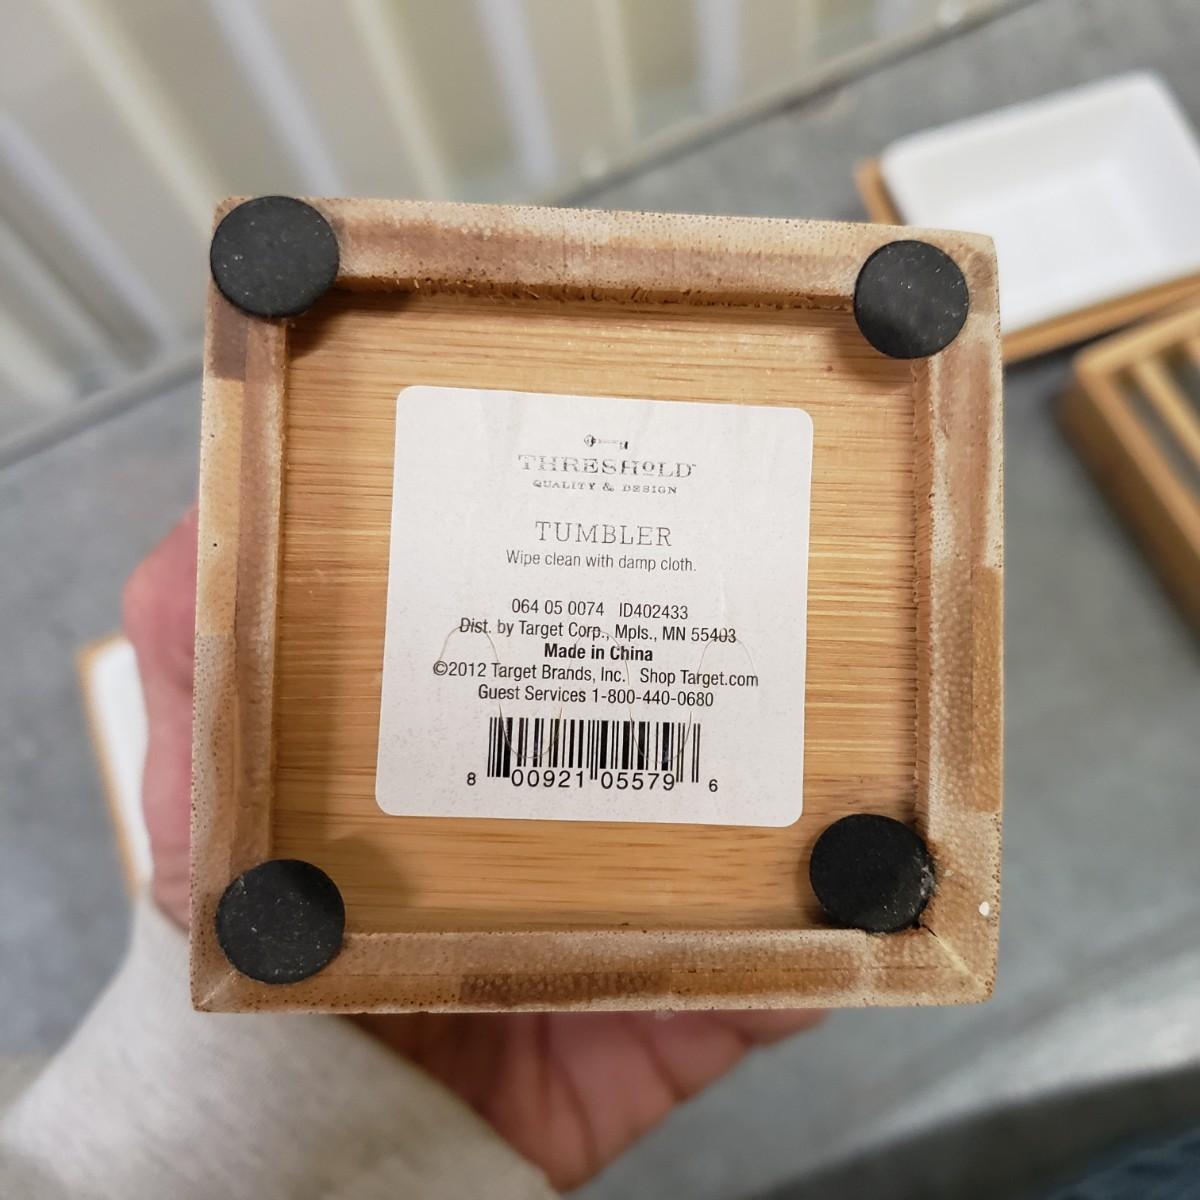 THRESHOLD™
QUALITY & DESIGN
TUMBLER
Wipe clean with damp cloth.
064 05 0074 ID402433
Dist. by Target Corp., Mpls., MN 55403
Made in China
©2012 Target Brands, Inc. Shop Target.com
Guest Services 1-800-440-0680
8 00921 05579 6